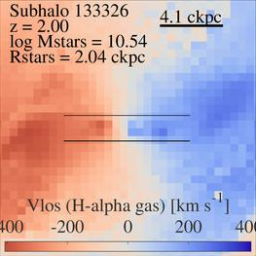 Subhalo 133326
4.1 ckpc
z = 2.00
log Mstars = 10.54
Rstars = 2.04 ckpc
Vlos (H-alpha gas) [km s-1]
400 -200 0 200 400